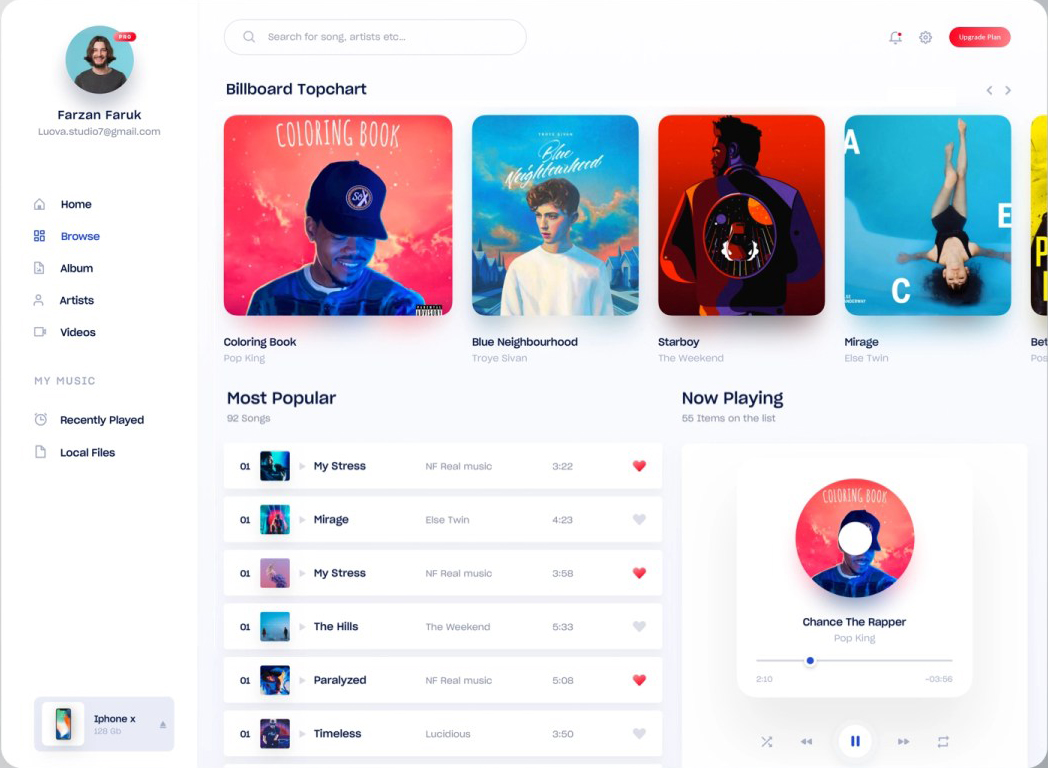 PRO
Farzan Faruk
Luova.studio7@gmail.com
Home
Browse
Album
Artists
Videos
MY MUSIC
Recently Played
Local Files
Iphone x
128 Gb
Search for song, artists etc...
Upgrade Plan
Billboard Topchart
COLORING BOOK
SoX
Coloring Book
Pop King
TROYE SIVAN
Blue
Neighbourhood
Blue Neighbourhood
Troye Sivan
Starboy
The Weekend
A
E
C
Mirage
Else Twin
P
Bet
Pos
Most Popular
92 Songs
01 My Stress NF Real music 3:22
01 Mirage Else Twin 4:23
01 My Stress NF Real music 3:58
01 The Hills The Weekend 5:33
01 Paralyzed NF Real music 5:08
01 Timeless Lucidious 3:50
Now Playing
55 Items on the list
COLORING BOOK
Chance The Rapper
Pop King
2:10 -03:56